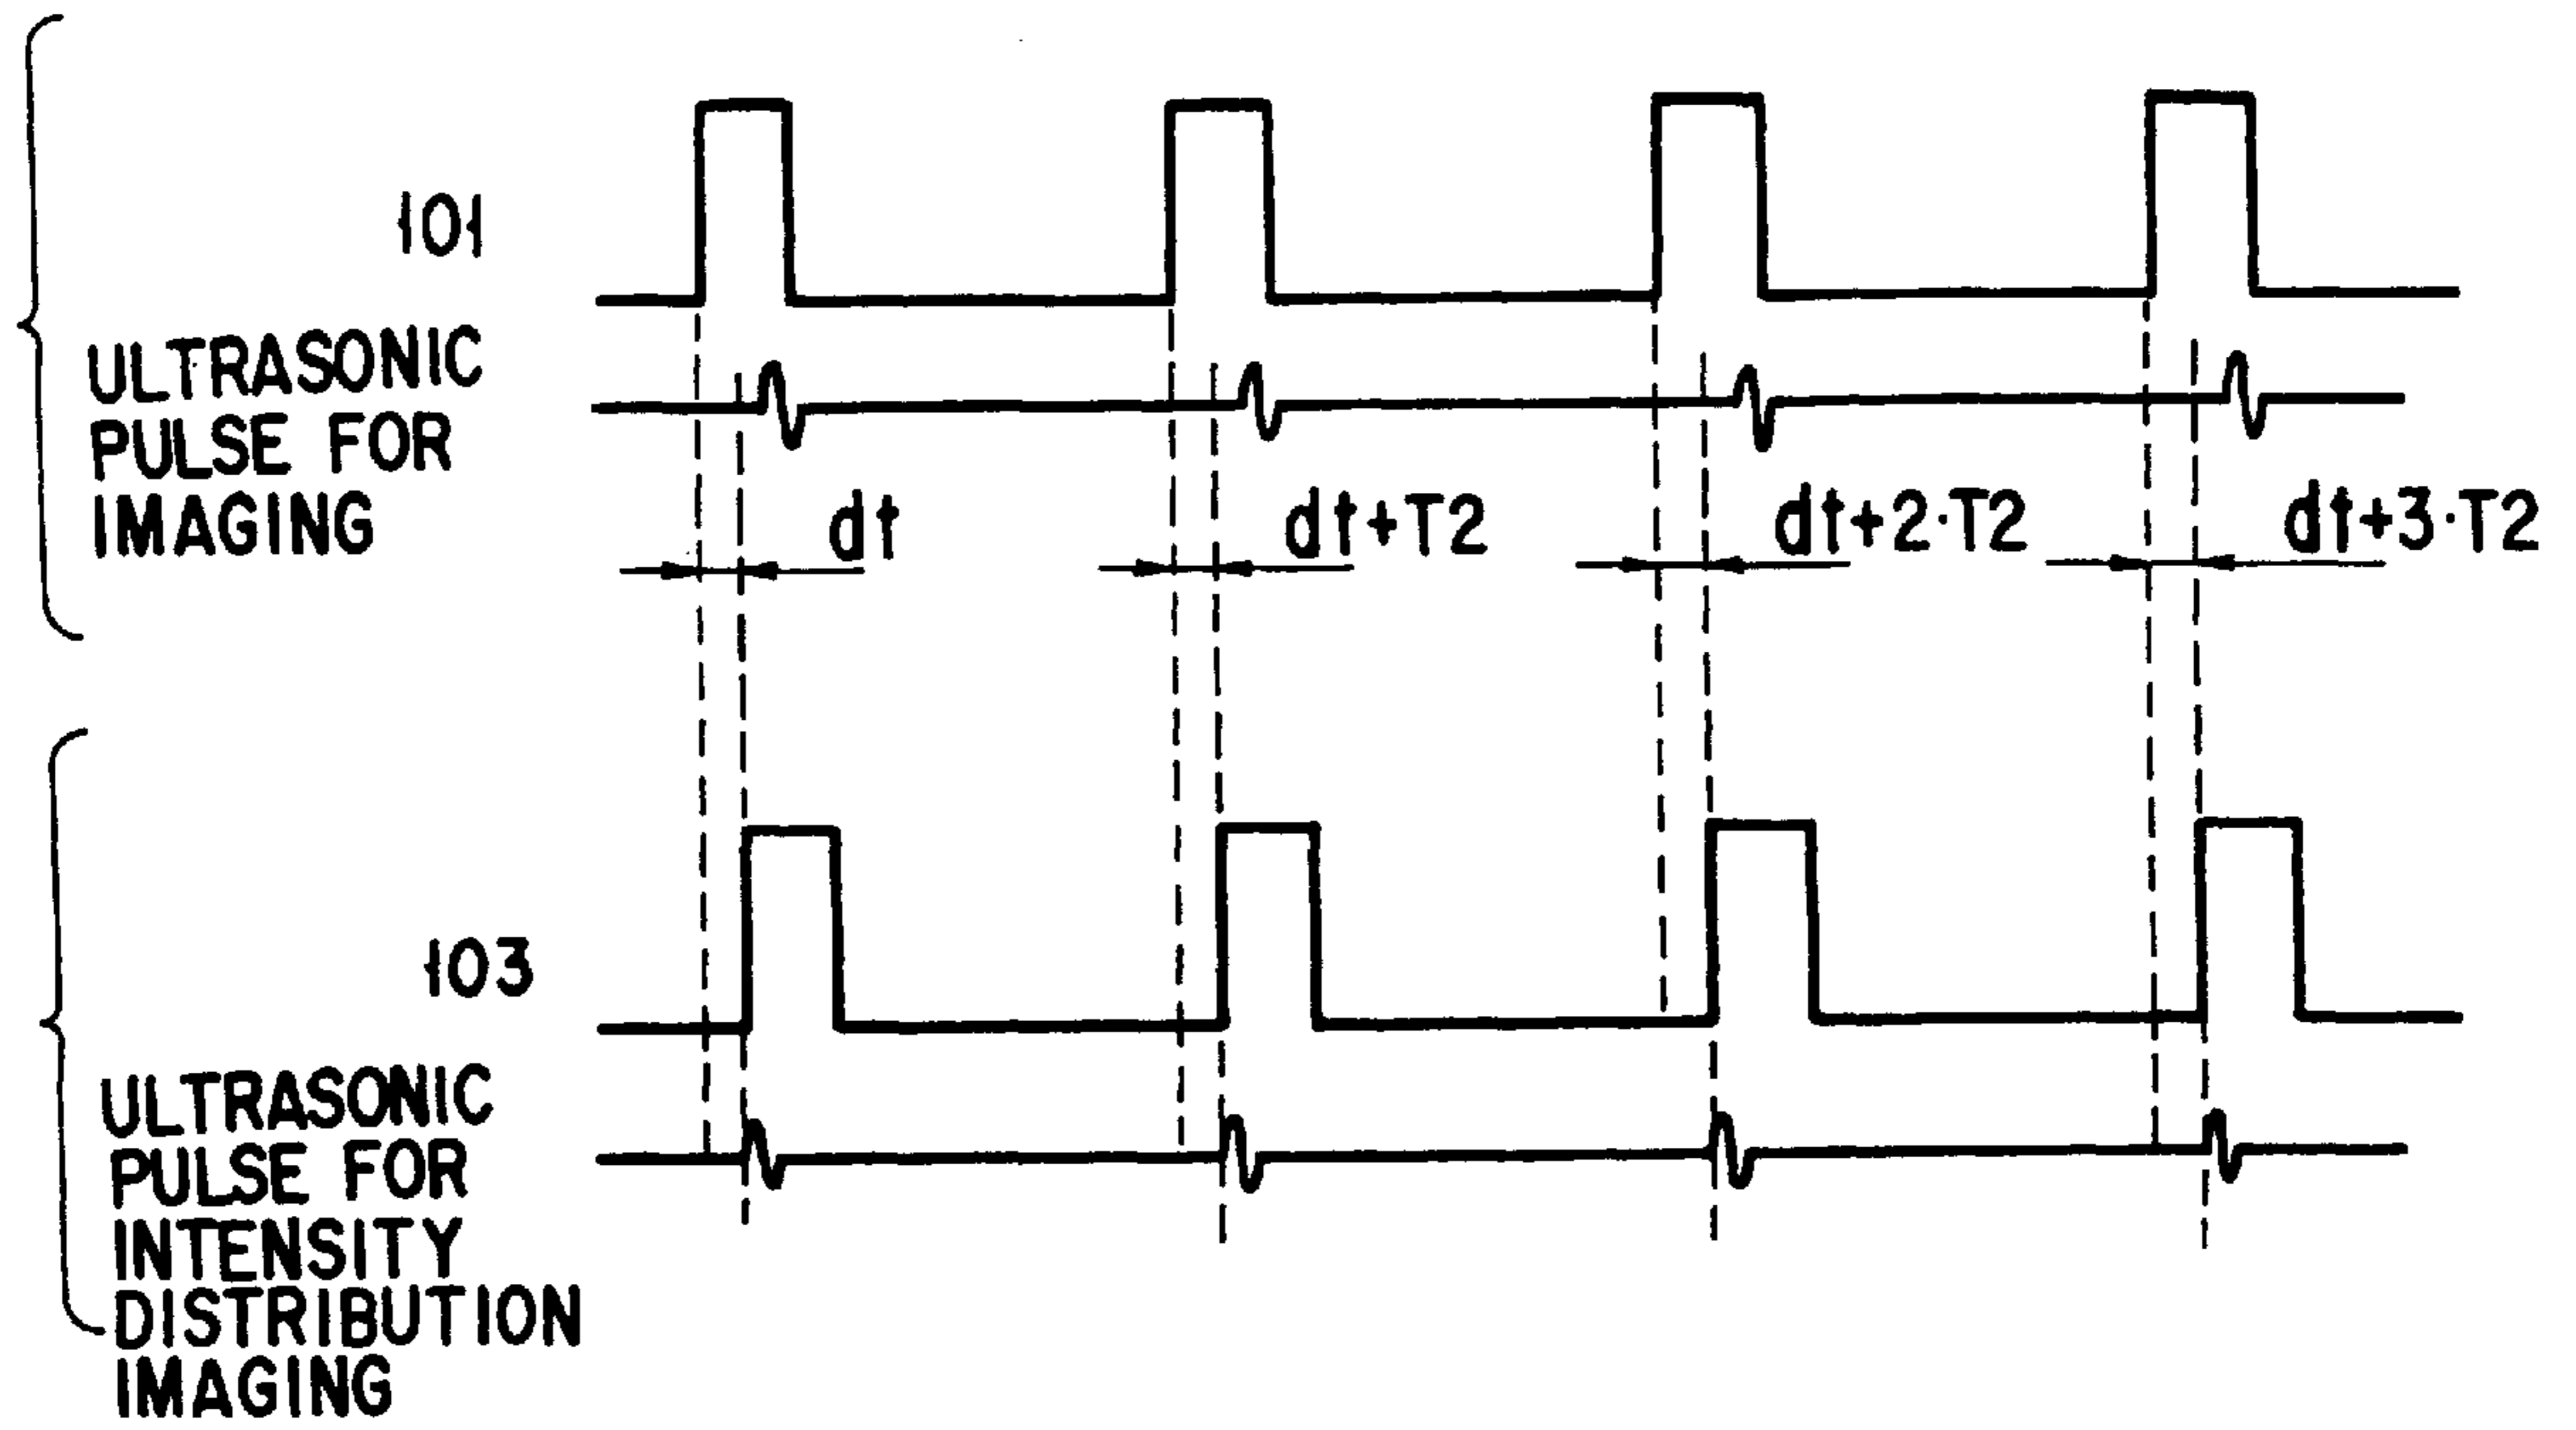 101
ULTRASONIC
PULSE FOR
IMAGING
dt
dt+T2
dt+2·T2
dt+3·T2
103
ULTRASONIC
PULSE FOR
INTENSITY
DISTRIBUTION
IMAGING